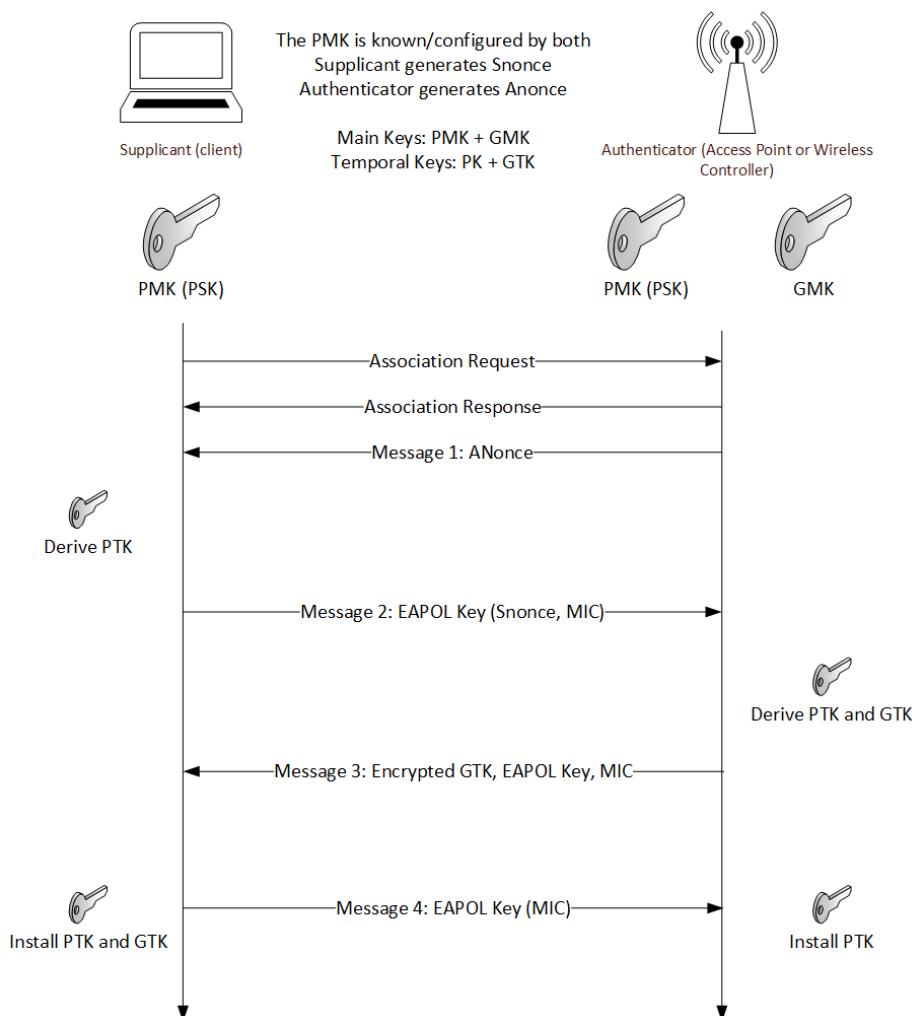 The PMK is known/configured by both
Supplicant generates Snonce
Authenticator generates Anonce
Main Keys: PMK + GMK
Temporal Keys: PK + GTK
Supplicant (client)
Authenticator (Access Point or Wireless
Controller)
PMK (PSK)
PMK (PSK)
GMK
Association Request
Association Response
Message 1: ANonce
Derive PTK
Message 2: EAPOL Key (Snonce, MIC)
Derive PTK and GTK
Message 3: Encrypted GTK, EAPOL Key, MIC
Message 4: EAPOL Key (MIC)
Install PTK and GTK
Install PTK